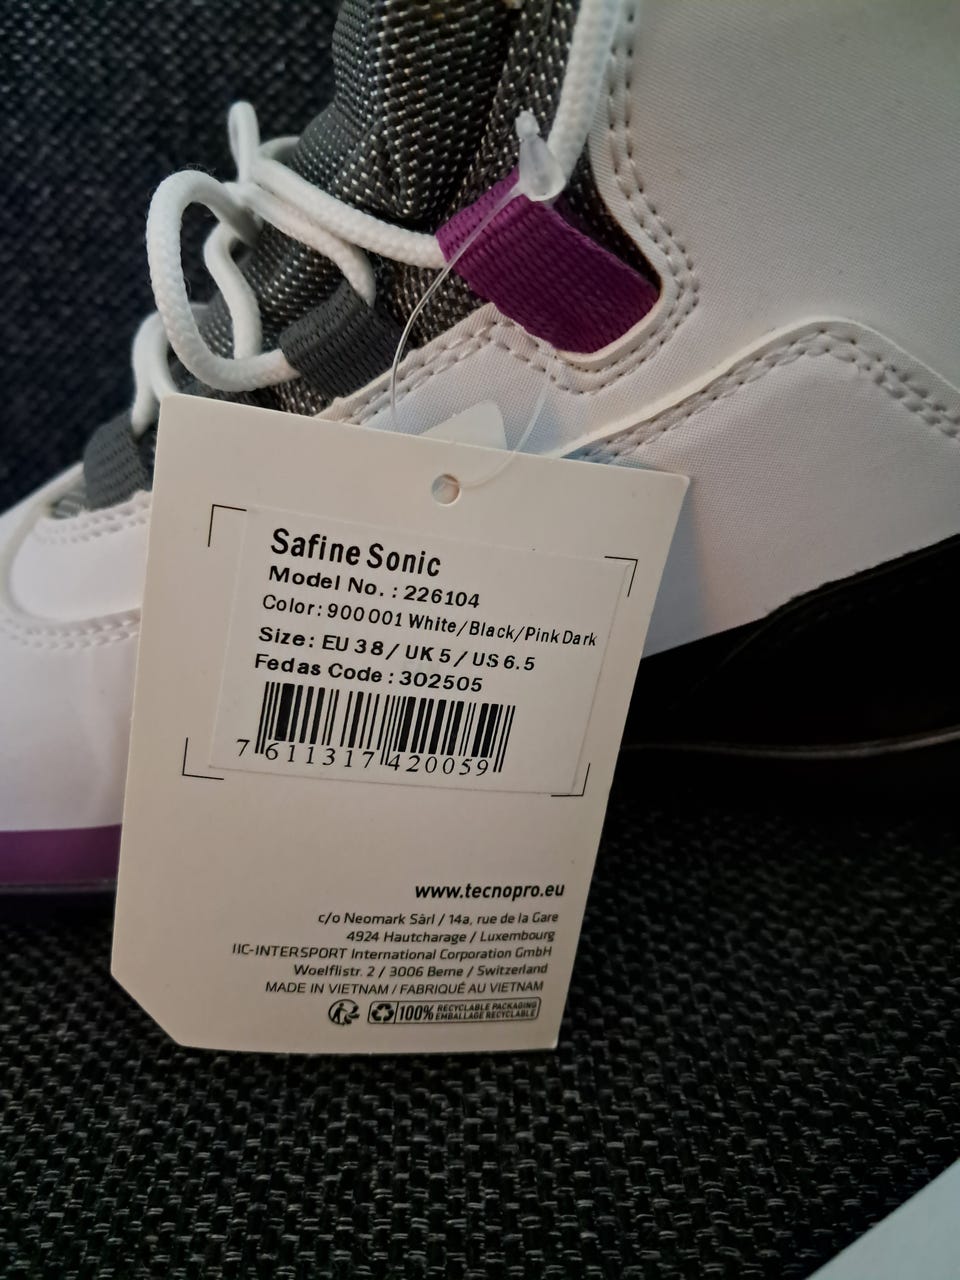 Safine Sonic
Model No. : 226104
Color: 900 001 White/Black/Pink Dark
Size: EU 38/ UK 5/ US 6.5
Fedas Code : 302505
7 611317 420059
www.tecnopro.eu
c/o Neomark Sàrl / 14a, rue de la Gare
4924 Hautcharage / Luxembourg
IIC-INTERSPORT International Corporation GmbH
Woelflistr. 2 / 3006 Berne / Switzerland
MADE IN VIETNAM / FABRIQUÉ AU VIETNAM
100% RECYCLABLE PACKAGING
EMBALLAGE RECYCLABLE